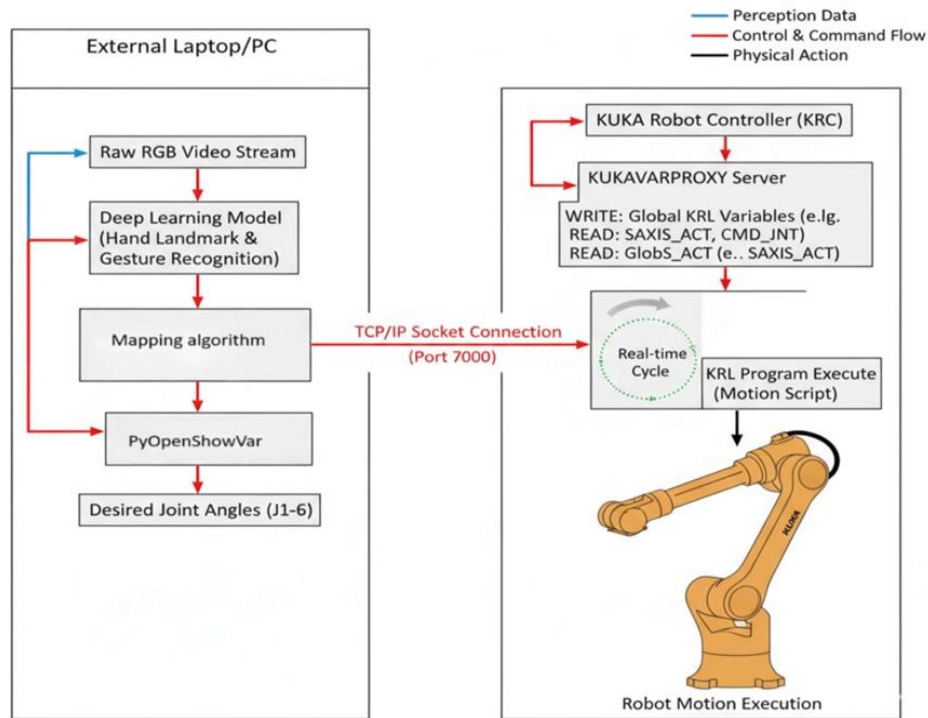 Perception Data
Control & Command Flow
Physical Action
External Laptop/PC
Raw RGB Video Stream
Deep Learning Model
(Hand Landmark &
Gesture Recognition)
Mapping algorithm
PyOpenShowVar
Desired Joint Angles (J1-6)
TCP/IP Socket Connection
(Port 7000)
KUKA Robot Controller (KRC)
KUKAVARPROXY Server
WRITE: Global KRL Variables (e.lg.
READ: SAXIS_ACT, CMD_JNT)
READ: GlobS_ACT (e.. SAXIS_ACT)
Real-time
Cycle
KRL Program Execute
(Motion Script)
Robot Motion Execution